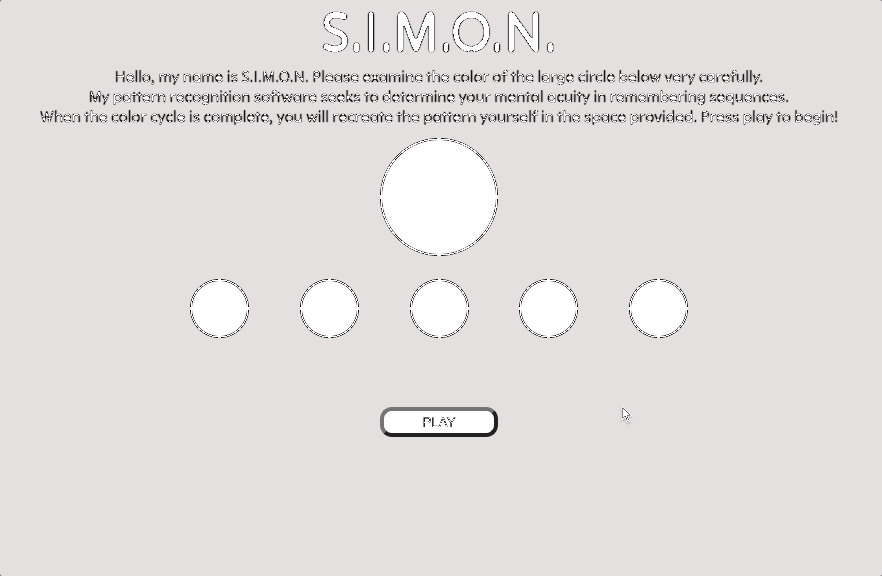 S.I.M.O.N.
Hello, my name is S.I.M.O.N. Please examine the color of the large circle below very carefully.
My pattern recognition software seeks to determine your mental acuity in remembering sequences.
When the color cycle is complete, you will recreate the pattern yourself in the space provided. Press play to begin!
PLAY